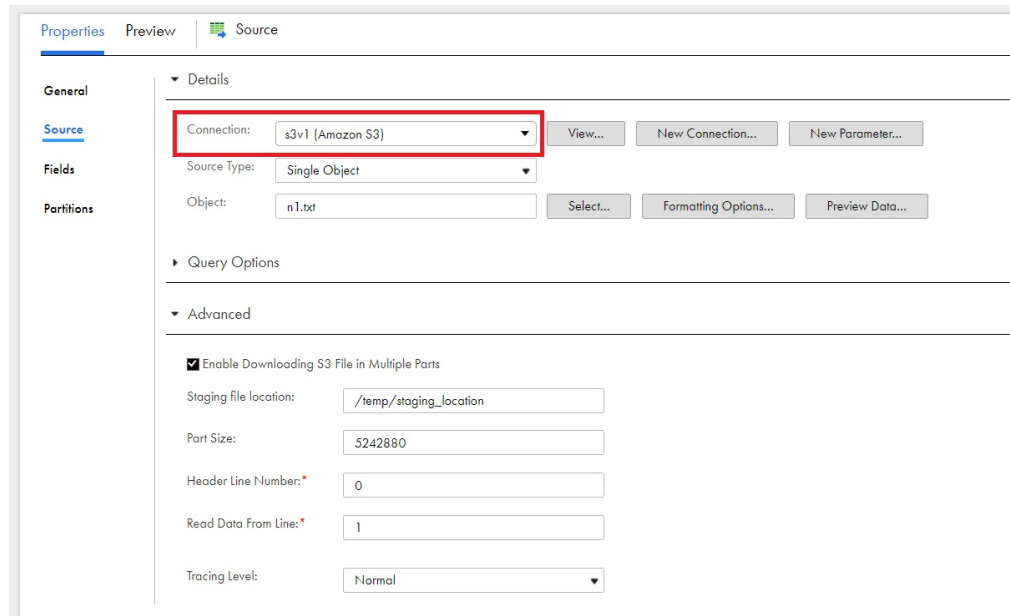 Properties Preview Source
General
Source
Fields
Partitions
Details
Connection: s3v1 (Amazon S3) View... New Connection... New Parameter...
Source Type: Single Object
Object: n1.txt Select... Formatting Options... Preview Data...
Query Options
Advanced
Enable Downloading S3 File in Multiple Parts
Staging file location: /temp/staging_location
Part Size: 5242880
Header Line Number:* 0
Read Data From Line:* 1
Tracing Level: Normal